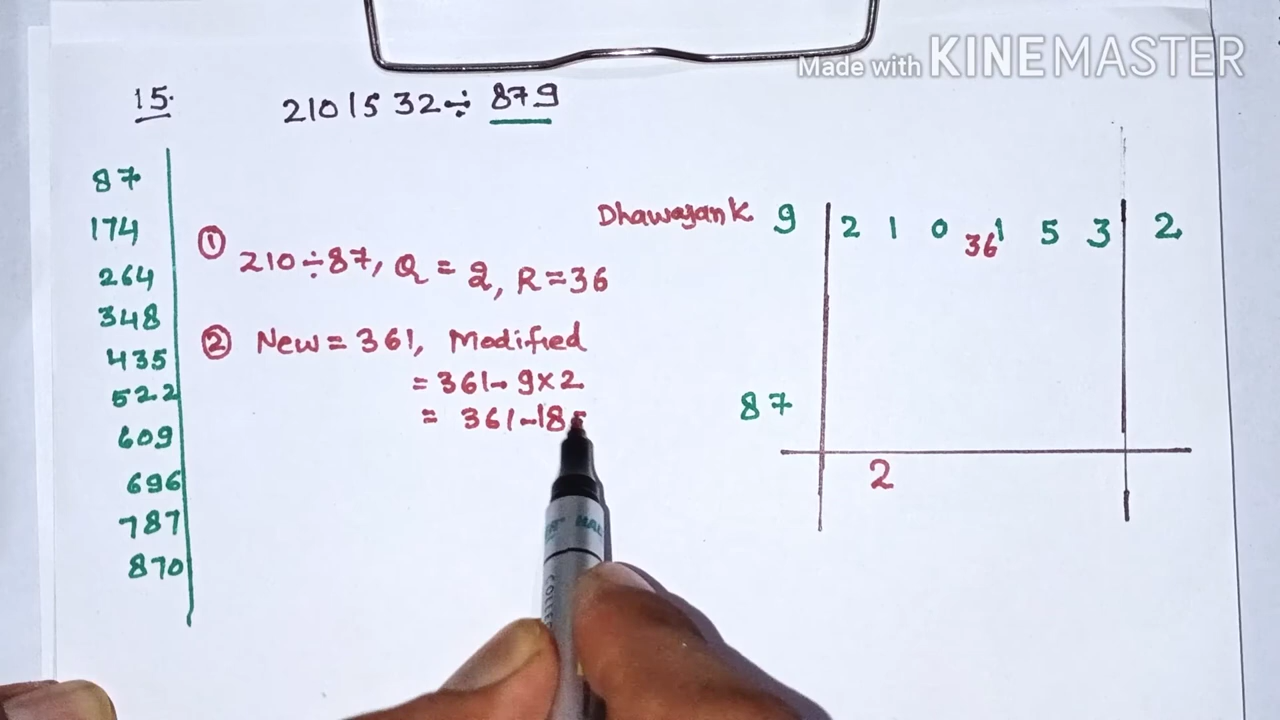 Made with KINEMASTER
15.
2101532 ÷ 879
87
174
264
348
435
522
609
696
787
870
① 210÷87, Q = 2, R = 36
② New = 361, Modified
= 361 - 9×2
= 361 - 18
Dhawajank 9 2 1 0 36 1 5 3 2
87
2